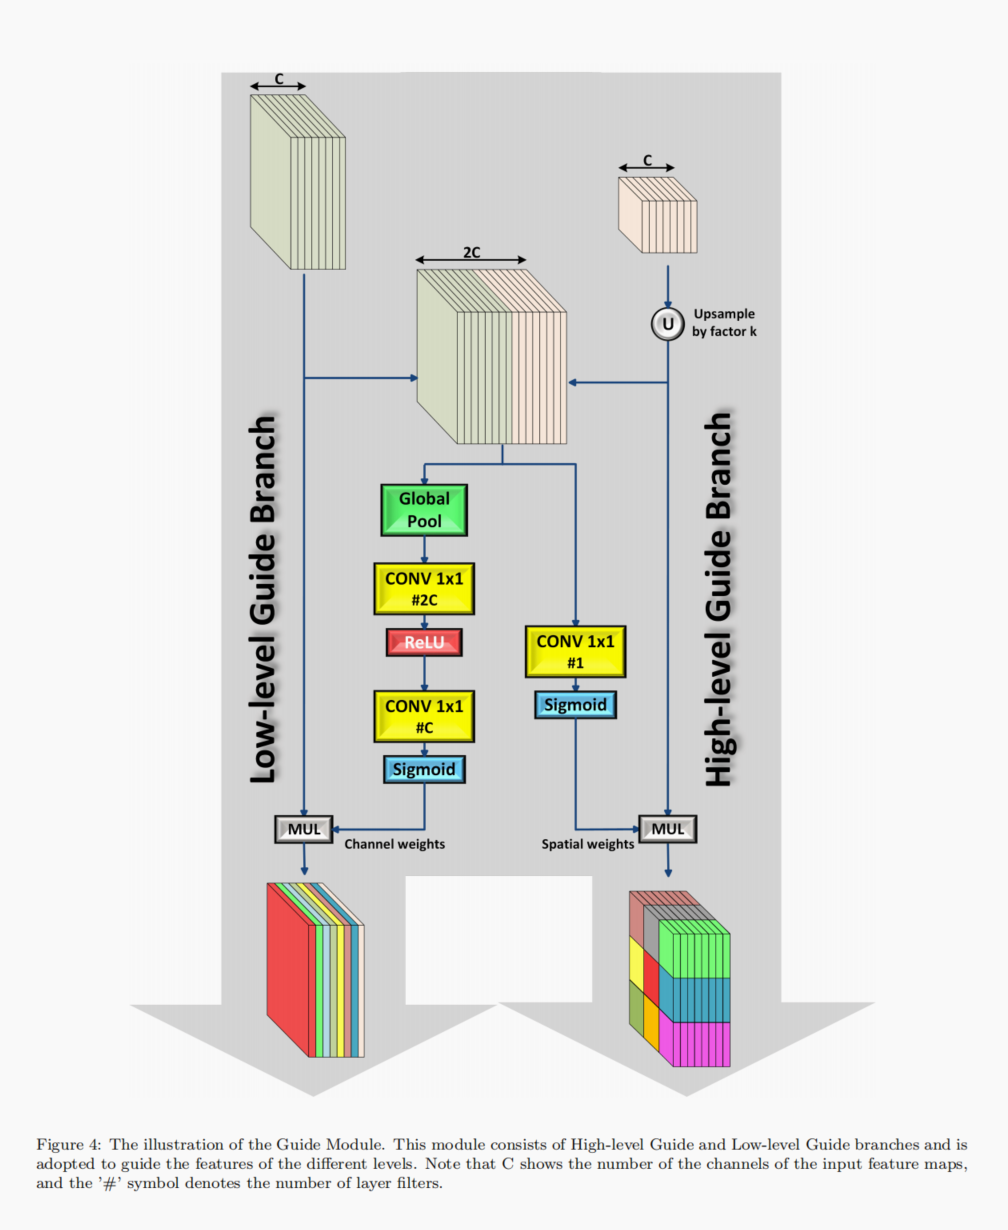 C
C
2C
U
Upsample
by factor k
Low-level Guide Branch
High-level Guide Branch
Global
Pool
CONV 1x1
#2C
ReLU
CONV 1x1
#C
Sigmoid
CONV 1x1
#1
Sigmoid
MUL
Channel weights
Spatial weights
MUL
Figure 4: The illustration of the Guide Module. This module consists of High-level Guide and Low-level Guide branches and is
adopted to guide the features of the different levels. Note that C shows the number of the channels of the input feature maps,
and the '#' symbol denotes the number of layer filters.